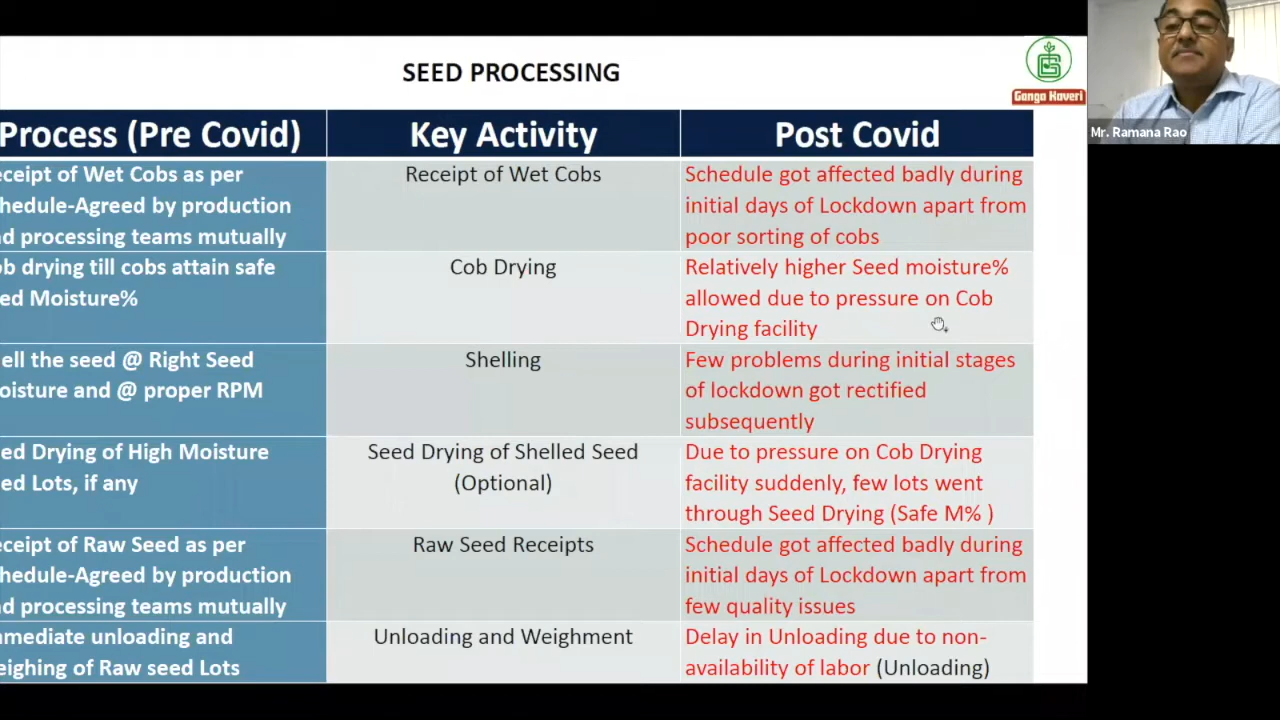 SEED PROCESSING
Ganga Kaveri
Mr. Ramana Rao
Process (Pre Covid)
Key Activity
Post Covid
eceipt of Wet Cobs as per
hedule-Agreed by production
d processing teams mutually
Receipt of Wet Cobs
Schedule got affected badly during
initial days of Lockdown apart from
poor sorting of cobs
ob drying till cobs attain safe
ed Moisture%
Cob Drying
Relatively higher Seed moisture%
allowed due to pressure on Cob
Drying facility
ell the seed @ Right Seed
oisture and @ proper RPM
Shelling
Few problems during initial stages
of lockdown got rectified
subsequently
ed Drying of High Moisture
ed Lots, if any
Seed Drying of Shelled Seed
(Optional)
Due to pressure on Cob Drying
facility suddenly, few lots went
through Seed Drying (Safe M% )
eceipt of Raw Seed as per
hedule-Agreed by production
d processing teams mutually
Raw Seed Receipts
Schedule got affected badly during
initial days of Lockdown apart from
few quality issues
mmediate unloading and
eighing of Raw seed Lots
Unloading and Weighment
Delay in Unloading due to non-
availability of labor (Unloading)